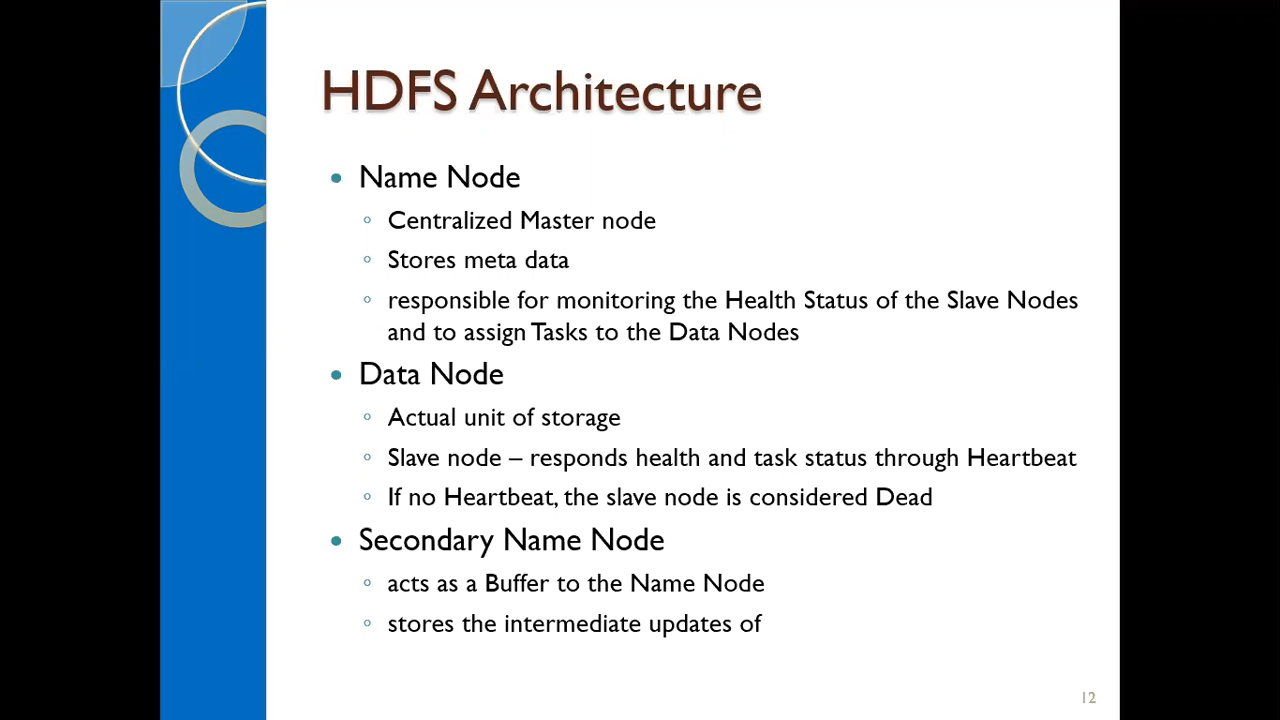 HDFS Architecture
• Name Node
◦ Centralized Master node
◦ Stores meta data
◦ responsible for monitoring the Health Status of the Slave Nodes
and to assign Tasks to the Data Nodes
• Data Node
◦ Actual unit of storage
◦ Slave node – responds health and task status through Heartbeat
◦ If no Heartbeat, the slave node is considered Dead
• Secondary Name Node
◦ acts as a Buffer to the Name Node
◦ stores the intermediate updates of
12